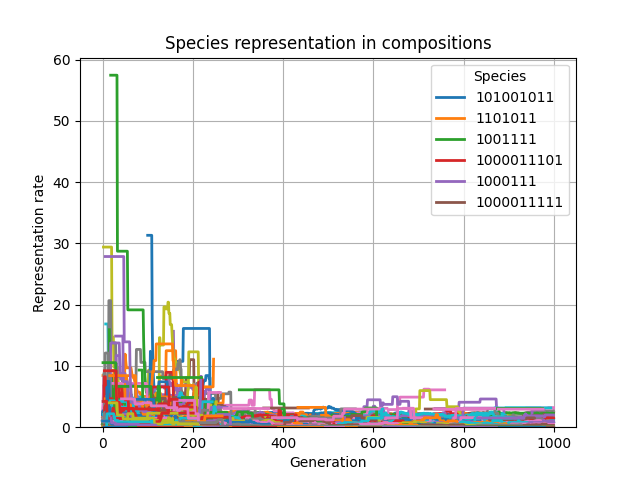 Species representation in compositions
Representation rate
60
50
40
30
20
10
0
Species
101001011
1101011
1001111
1000011101
1000111
1000011111
0 200 400 600 800 1000
Generation